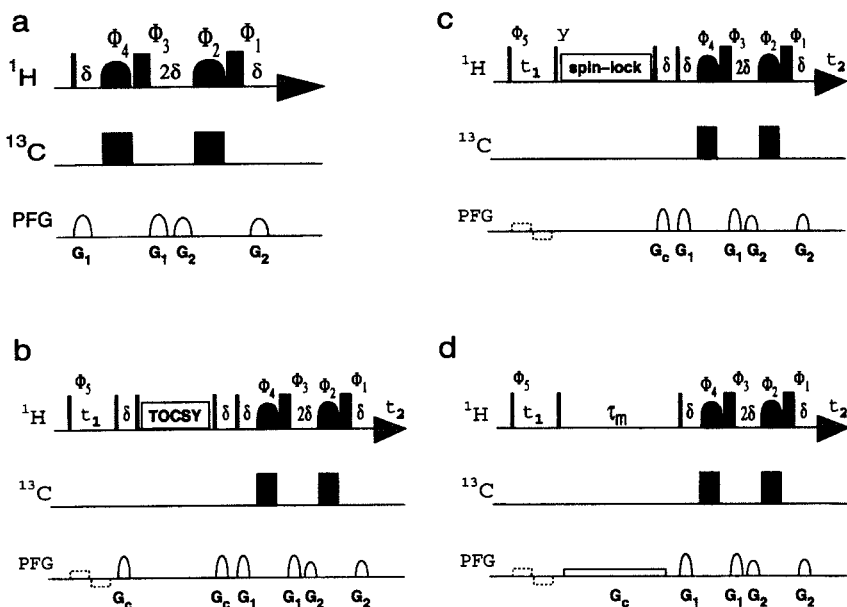 a
Φ4 Φ3 Φ2 Φ1
¹H δ 2δ δ
¹³C
PFG
G₁ G₁ G₂ G₂
c
Φ5 y Φ4 Φ3 Φ2 Φ1
¹H t₁ spin-lock δ δ 2δ δ t₂
¹³C
PFG
Gc G₁ G₁ G₂ G₂
b
Φ5 Φ4 Φ3 Φ2 Φ1
¹H t₁ δ TOCSY δ δ 2δ δ t₂
¹³C
PFG
Gc Gc G₁ G₁ G₂ G₂
d
Φ5 Φ4 Φ3 Φ2 Φ1
¹H t₁ τm δ 2δ δ t₂
¹³C
PFG
Gc G₁ G₁ G₂ G₂